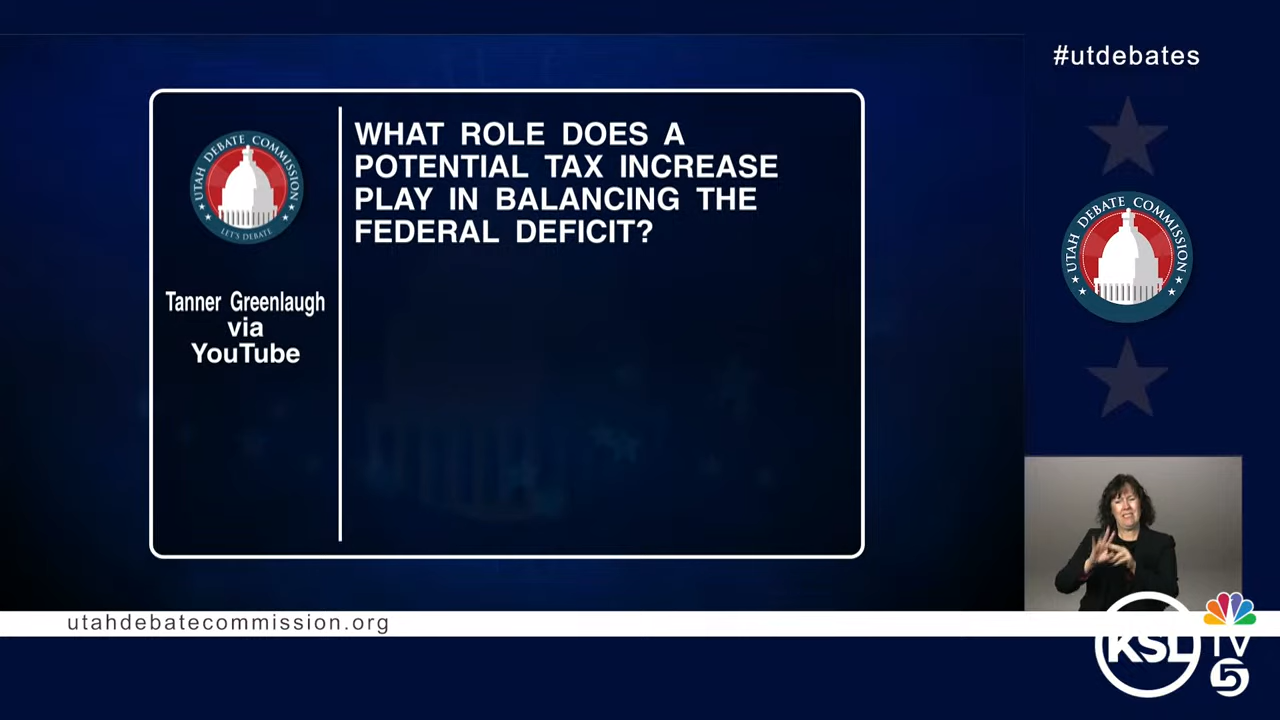 #utdebates
UTAH DEBATE COMMISSION
LET'S DEBATE
Tanner Greenlaugh
via
YouTube
WHAT ROLE DOES A
POTENTIAL TAX INCREASE
PLAY IN BALANCING THE
FEDERAL DEFICIT?
UTAH DEBATE COMMISSION
utahdebatecommission.org
KSL
TV
5